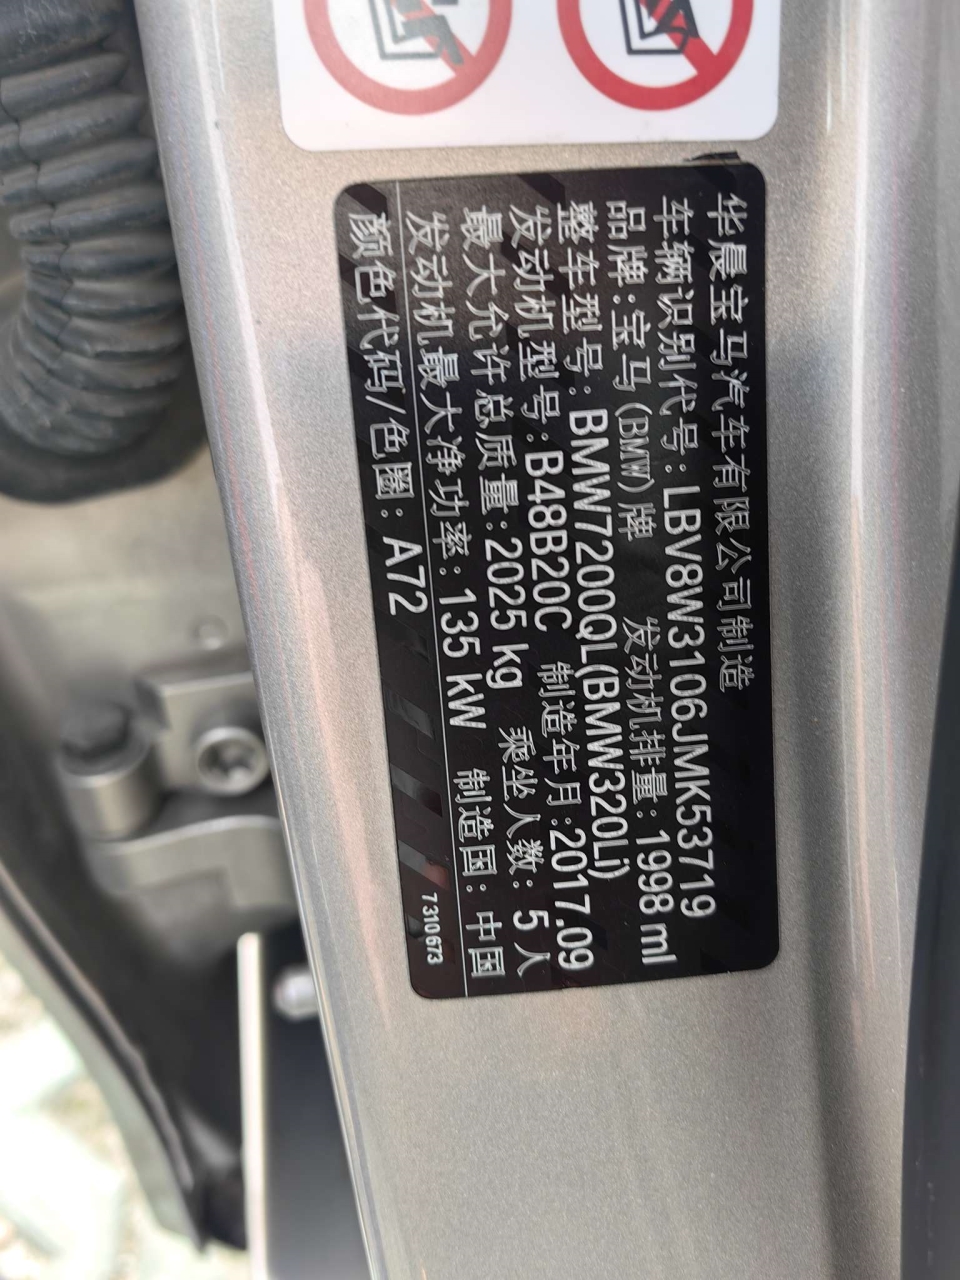 华晨宝马汽车有限公司制造
车辆识别代号:LBV8W3106JMK53719
品牌:宝马(BMW)牌 发动机排量:1998 ml
整车型号:BMW7200QL(BMW320Li)
发动机型号:B48B20C 制造年月:2017.09
最大允许总质量:2025 kg 乘坐人数:5人
发动机最大净功率:135 kW 制造国:中国
颜色代码/色圈:A72 7310673